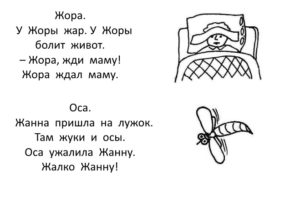 Жора.
У Жоры жар. У Жоры
болит живот.
– Жора, жди маму!
Жора ждал маму.
Оса.
Жанна пришла на лужок.
Там жуки и осы.
Оса ужалила Жанну.
Жалко Жанну!